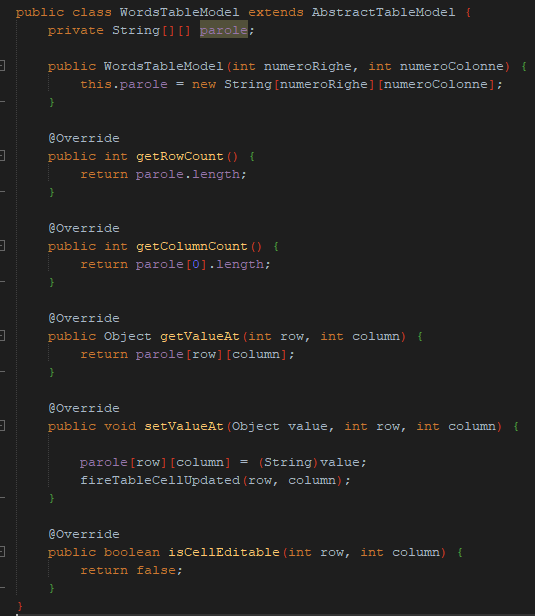 public class WordsTableModel extends AbstractTableModel {
    private String[][] parole;
    public WordsTableModel(int numeroRighe, int numeroColonne) {
        this.parole = new String[numeroRighe][numeroColonne];
    }
    @Override
    public int getRowCount() {
        return parole.length;
    }
    @Override
    public int getColumnCount() {
        return parole[0].length;
    }
    @Override
    public Object getValueAt(int row, int column) {
        return parole[row][column];
    }
    @Override
    public void setValueAt(Object value, int row, int column) {
        parole[row][column] = (String)value;
        fireTableCellUpdated(row, column);
    }
    @Override
    public boolean isCellEditable(int row, int column) {
        return false;
    }
}